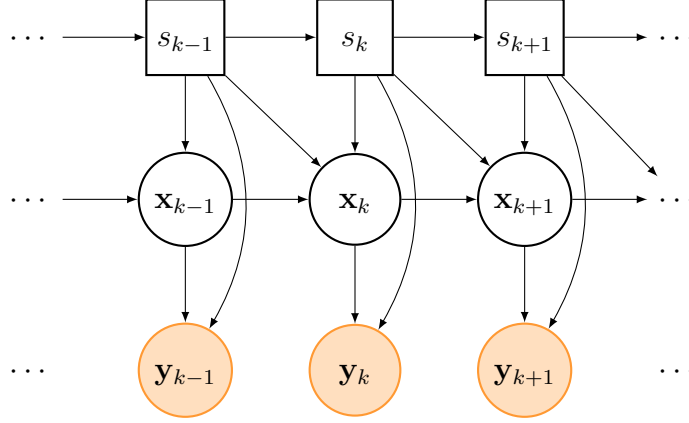 ⋯ s_{k−1} s_k s_{k+1} ⋯
⋯ 𝐱_{k−1} 𝐱_k 𝐱_{k+1} ⋯
⋯ 𝐲_{k−1} 𝐲_k 𝐲_{k+1} ⋯